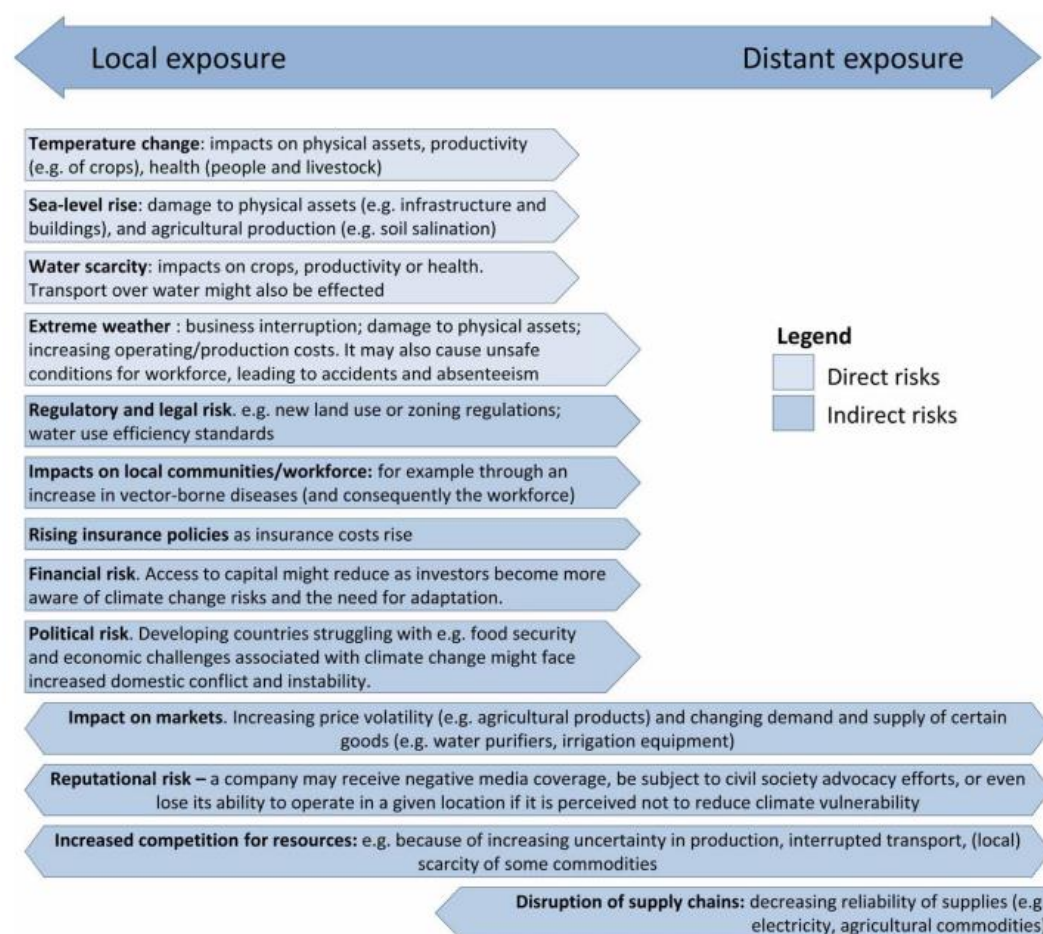 Local exposure Distant exposure
Temperature change: impacts on physical assets, productivity
(e.g. of crops), health (people and livestock)
Sea-level rise: damage to physical assets (e.g. infrastructure and
buildings), and agricultural production (e.g. soil salination)
Water scarcity: impacts on crops, productivity or health.
Transport over water might also be effected
Extreme weather : business interruption; damage to physical assets;
increasing operating/production costs. It may also cause unsafe
conditions for workforce, leading to accidents and absenteeism
Legend
Direct risks
Indirect risks
Regulatory and legal risk. e.g. new land use or zoning regulations;
water use efficiency standards
Impacts on local communities/workforce: for example through an
increase in vector-borne diseases (and consequently the workforce)
Rising insurance policies as insurance costs rise
Financial risk. Access to capital might reduce as investors become more
aware of climate change risks and the need for adaptation.
Political risk. Developing countries struggling with e.g. food security
and economic challenges associated with climate change might face
increased domestic conflict and instability.
Impact on markets. Increasing price volatility (e.g. agricultural products) and changing demand and supply of certain
goods (e.g. water purifiers, irrigation equipment)
Reputational risk – a company may receive negative media coverage, be subject to civil society advocacy efforts, or even
lose its ability to operate in a given location if it is perceived not to reduce climate vulnerability
Increased competition for resources: e.g. because of increasing uncertainty in production, interrupted transport, (local)
scarcity of some commodities
Disruption of supply chains: decreasing reliability of supplies (e.g
electricity, agricultural commodities)